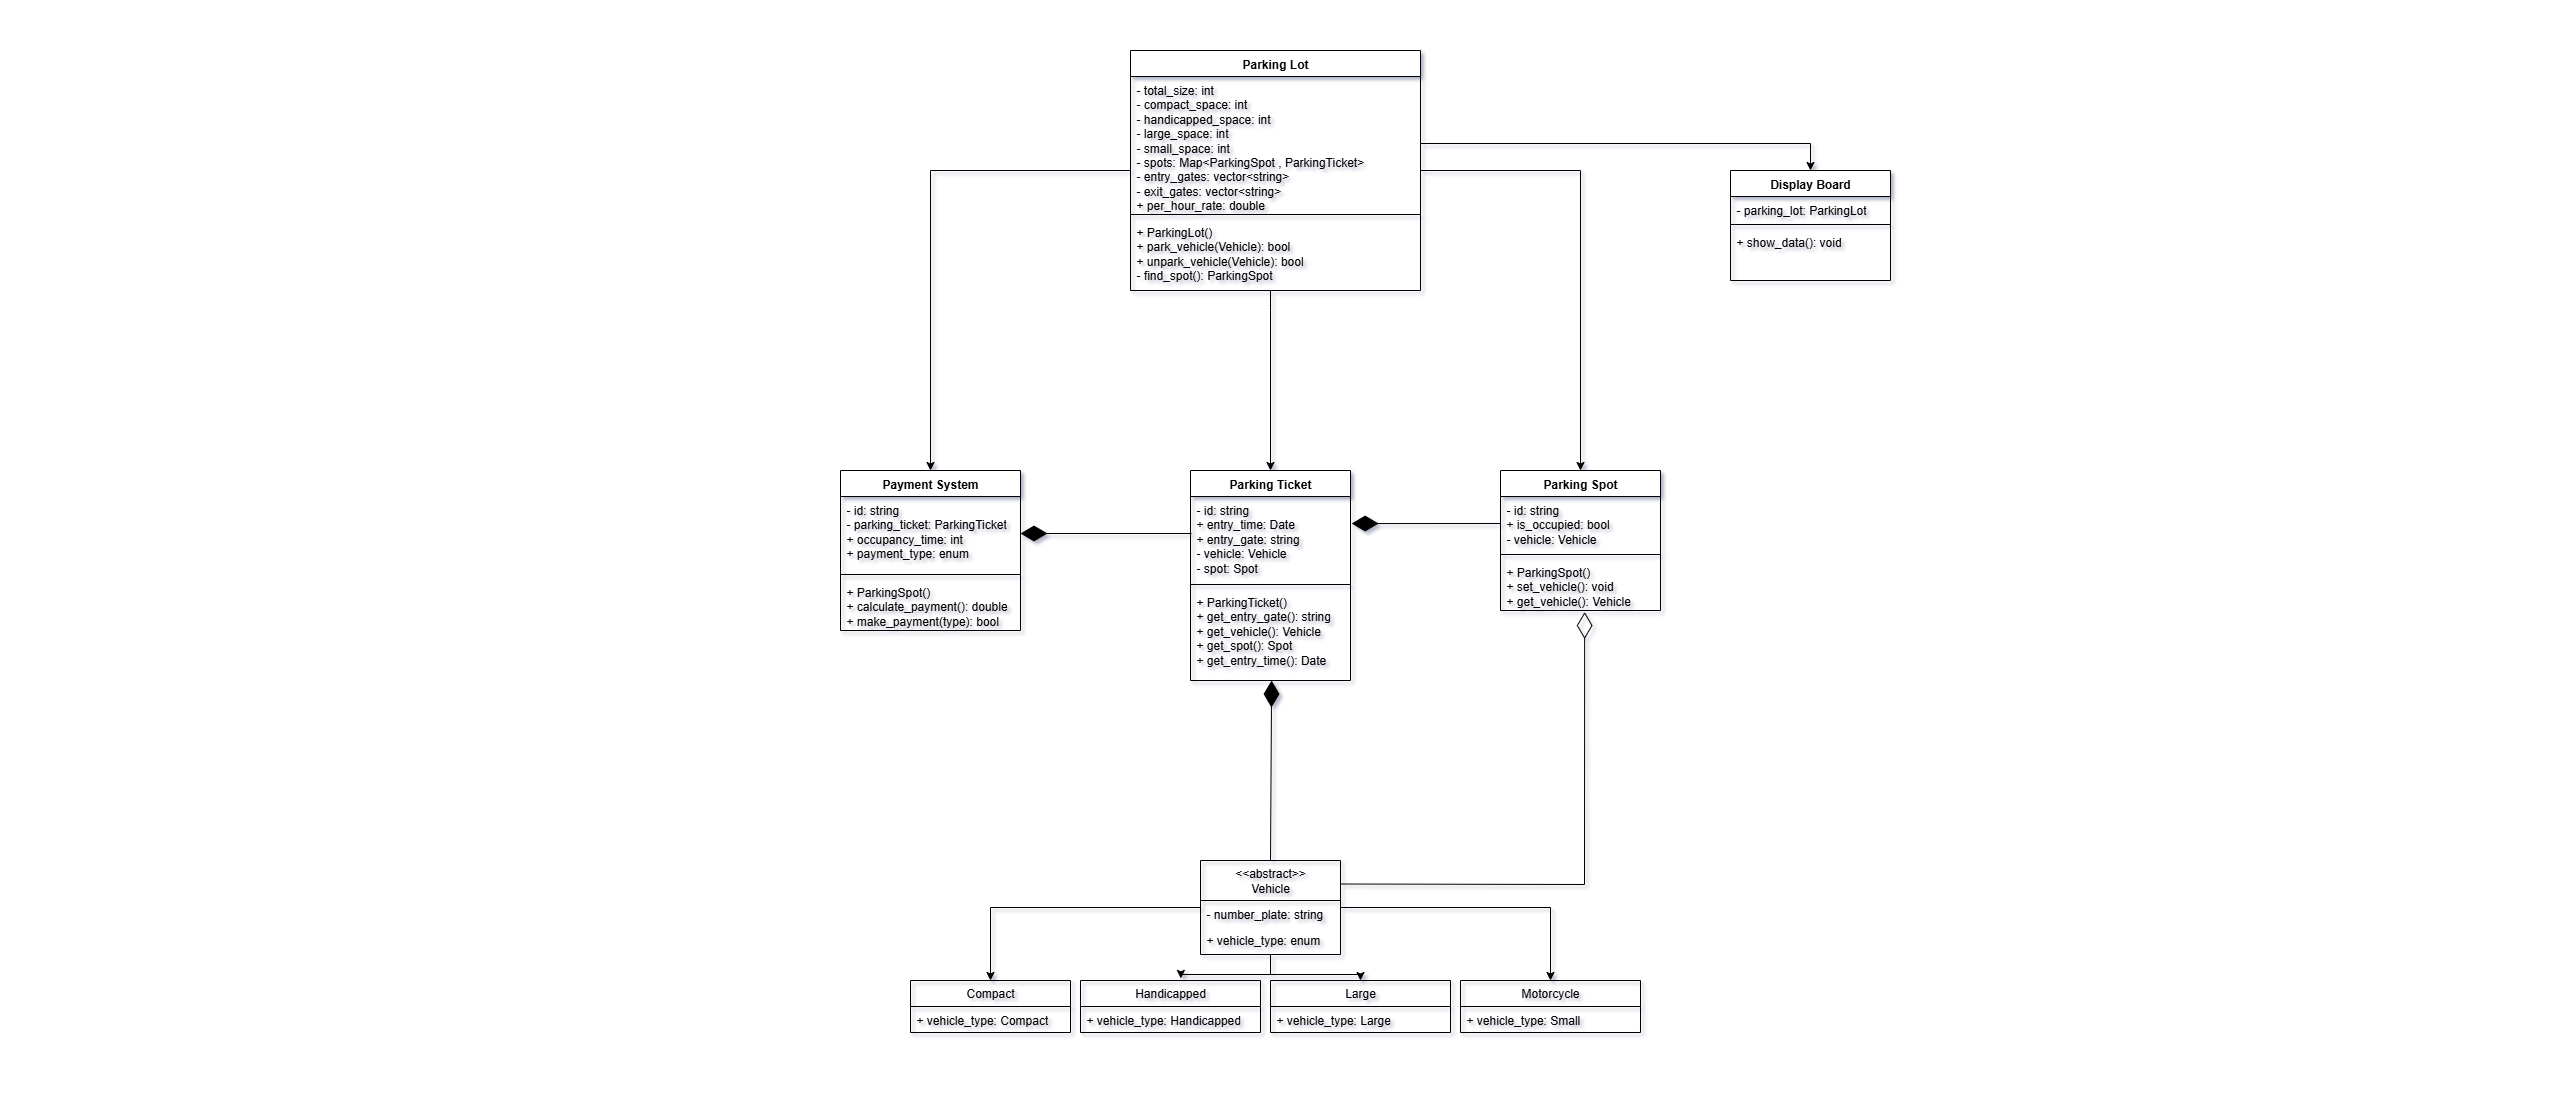 Parking Lot
- total_size: int
- compact_space: int
- handicapped_space: int
- large_space: int
- small_space: int
- spots: Map<ParkingSpot , ParkingTicket>
- entry_gates: vector<string>
- exit_gates: vector<string>
+ per_hour_rate: double
+ ParkingLot()
+ park_vehicle(Vehicle): bool
+ unpark_vehicle(Vehicle): bool
- find_spot(): ParkingSpot
Display Board
- parking_lot: ParkingLot
+ show_data(): void
Payment System
- id: string
- parking_ticket: ParkingTicket
+ occupancy_time: int
+ payment_type: enum
+ ParkingSpot()
+ calculate_payment(): double
+ make_payment(type): bool
Parking Ticket
- id: string
+ entry_time: Date
+ entry_gate: string
- vehicle: Vehicle
- spot: Spot
+ ParkingTicket()
+ get_entry_gate(): string
+ get_vehicle(): Vehicle
+ get_spot(): Spot
+ get_entry_time(): Date
Parking Spot
- id: string
+ is_occupied: bool
- vehicle: Vehicle
+ ParkingSpot()
+ set_vehicle(): void
+ get_vehicle(): Vehicle
<<abstract>>
Vehicle
- number_plate: string
+ vehicle_type: enum
Compact
+ vehicle_type: Compact
Handicapped
+ vehicle_type: Handicapped
Large
+ vehicle_type: Large
Motorcycle
+ vehicle_type: Small